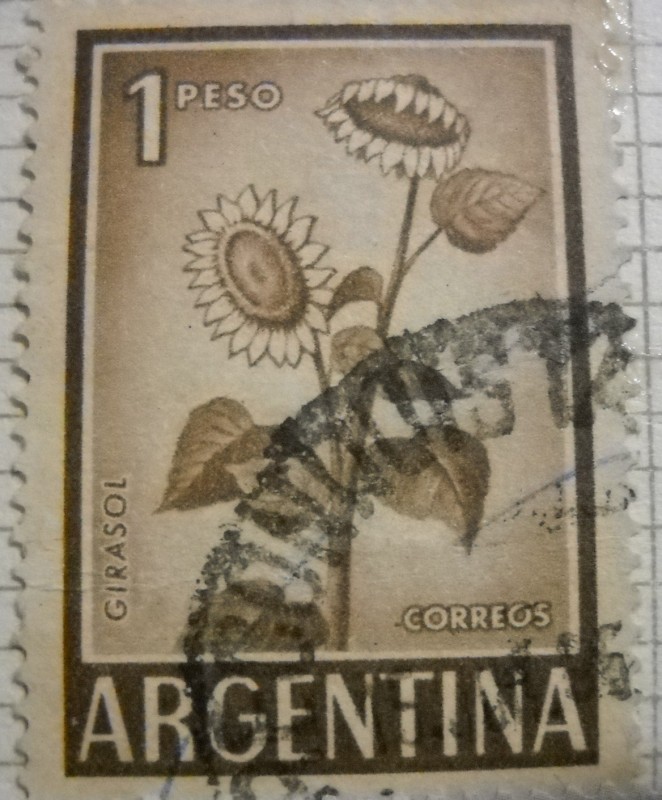 1 PESO
GIRASOL
CORREOS
ARGENTINA